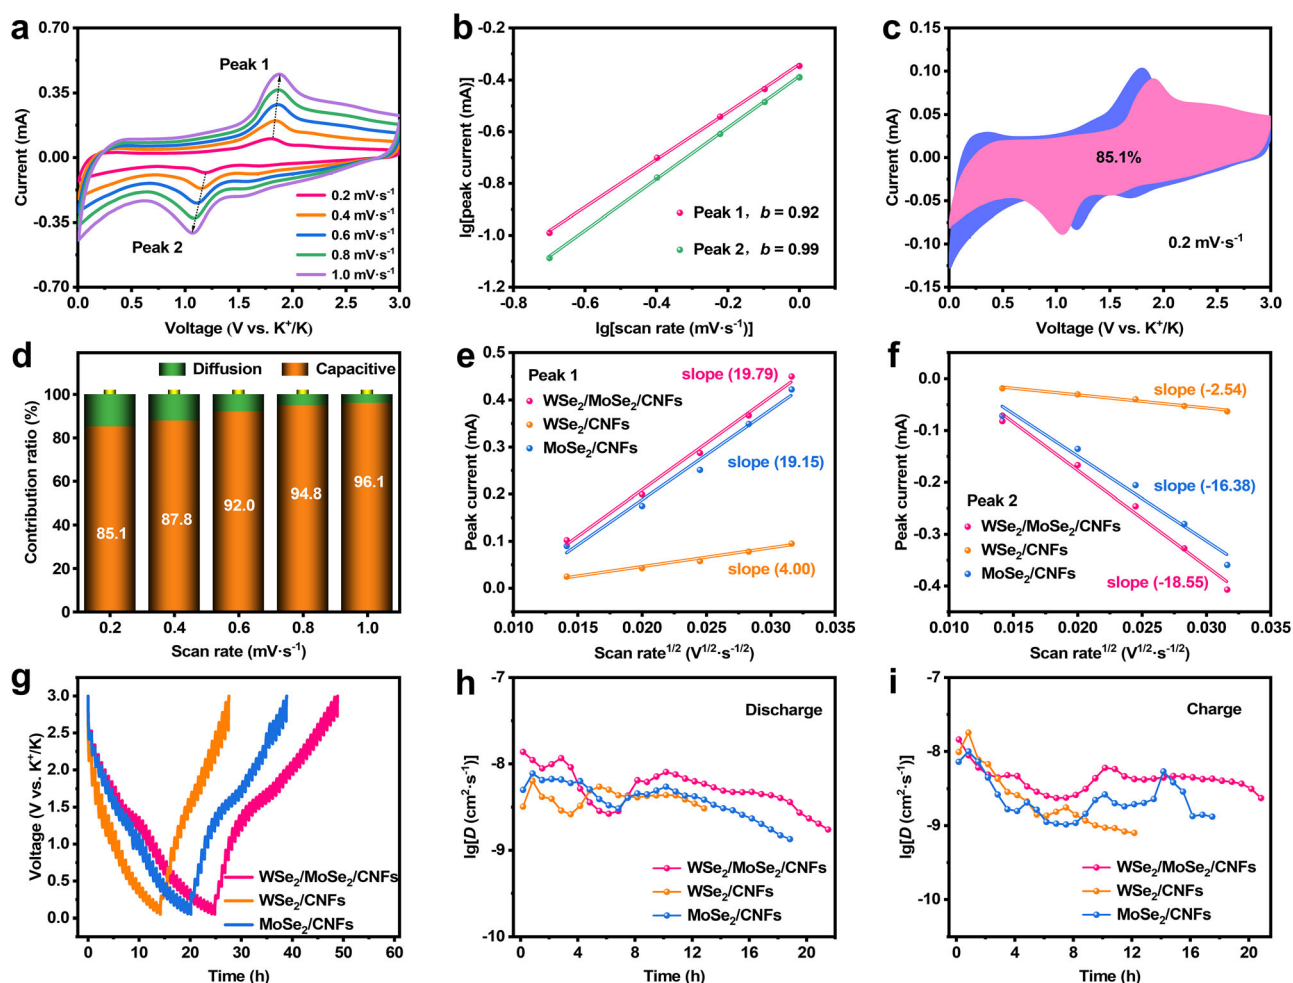 a
0.70
0.35
0.00
-0.35
-0.70
Current (mA)
Peak 1
Peak 2
0.2 mV·s⁻¹
0.4 mV·s⁻¹
0.6 mV·s⁻¹
0.8 mV·s⁻¹
1.0 mV·s⁻¹
0.0 0.5 1.0 1.5 2.0 2.5 3.0
Voltage (V vs. K⁺/K)
b
-0.2
-0.4
-0.6
-0.8
-1.0
-1.2
lg[peak current (mA)]
Peak 1, b = 0.92
Peak 2, b = 0.99
-0.8 -0.6 -0.4 -0.2 0.0
lg[scan rate (mV·s⁻¹)]
c
0.15
0.10
0.05
0.00
-0.05
-0.10
-0.15
Current (mA)
85.1%
0.2 mV·s⁻¹
0.0 0.5 1.0 1.5 2.0 2.5 3.0
Voltage (V vs. K⁺/K)
d
Diffusion Capacitive
100
80
60
40
20
0
Contribution ratio (%)
85.1 87.8 92.0 94.8 96.1
0.2 0.4 0.6 0.8 1.0
Scan rate (mV·s⁻¹)
e
0.5
0.4
0.3
0.2
0.1
0.0
Peak current (mA)
Peak 1
WSe₂/MoSe₂/CNFs
WSe₂/CNFs
MoSe₂/CNFs
slope (19.79)
slope (19.15)
slope (4.00)
0.010 0.015 0.020 0.025 0.030 0.035
Scan rate¹/² (V¹/²·s⁻¹/²)
f
0.0
-0.1
-0.2
-0.3
-0.4
Peak current (mA)
slope (-2.54)
slope (-16.38)
slope (-18.55)
Peak 2
WSe₂/MoSe₂/CNFs
WSe₂/CNFs
MoSe₂/CNFs
0.010 0.015 0.020 0.025 0.030 0.035
Scan rate¹/² (V¹/²·s⁻¹/²)
g
3.0
2.5
2.0
1.5
1.0
0.5
0.0
Voltage (V vs. K⁺/K)
WSe₂/MoSe₂/CNFs
WSe₂/CNFs
MoSe₂/CNFs
0 10 20 30 40 50 60
Time (h)
h
-7
-8
-9
-10
lg[D (cm²·s⁻¹)]
Discharge
WSe₂/MoSe₂/CNFs
WSe₂/CNFs
MoSe₂/CNFs
0 4 8 12 16 20
Time (h)
i
-7
-8
-9
-10
lg[D (cm²·s⁻¹)]
Charge
WSe₂/MoSe₂/CNFs
WSe₂/CNFs
MoSe₂/CNFs
0 4 8 12 16 20
Time (h)